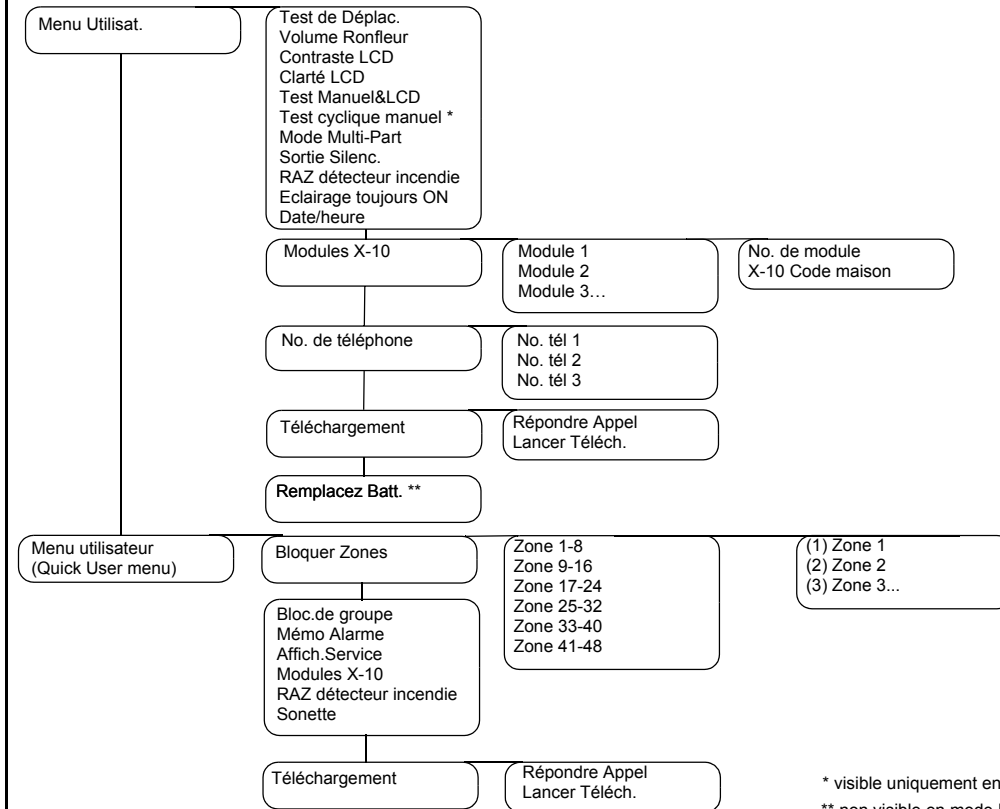 Menu Utilisat.
Test de Déplac.
Volume Ronfleur
Contraste LCD
Clarté LCD
Test Manuel&LCD
Test cyclique manuel *
Mode Multi-Part
Sortie Silenc.
RAZ détecteur incendie
Eclairage toujours ON
Date/heure
Modules X-10
Module 1
Module 2
Module 3…
No. de module
X-10 Code maison
No. de téléphone
No. tél 1
No. tél 2
No. tél 3
Téléchargement
Répondre Appel
Lancer Téléch.
Remplacez Batt. **
Menu utilisateur
(Quick User menu)
Bloquer Zones
Zone 1-8
Zone 9-16
Zone 17-24
Zone 25-32
Zone 33-40
Zone 41-48
(1) Zone 1
(2) Zone 2
(3) Zone 3...
Bloc.de groupe
Mémo Alarme
Affich.Service
Modules X-10
RAZ détecteur incendie
Sonette
Téléchargement
Répondre Appel
Lancer Téléch.
* visible uniquement en
** non visible en mode